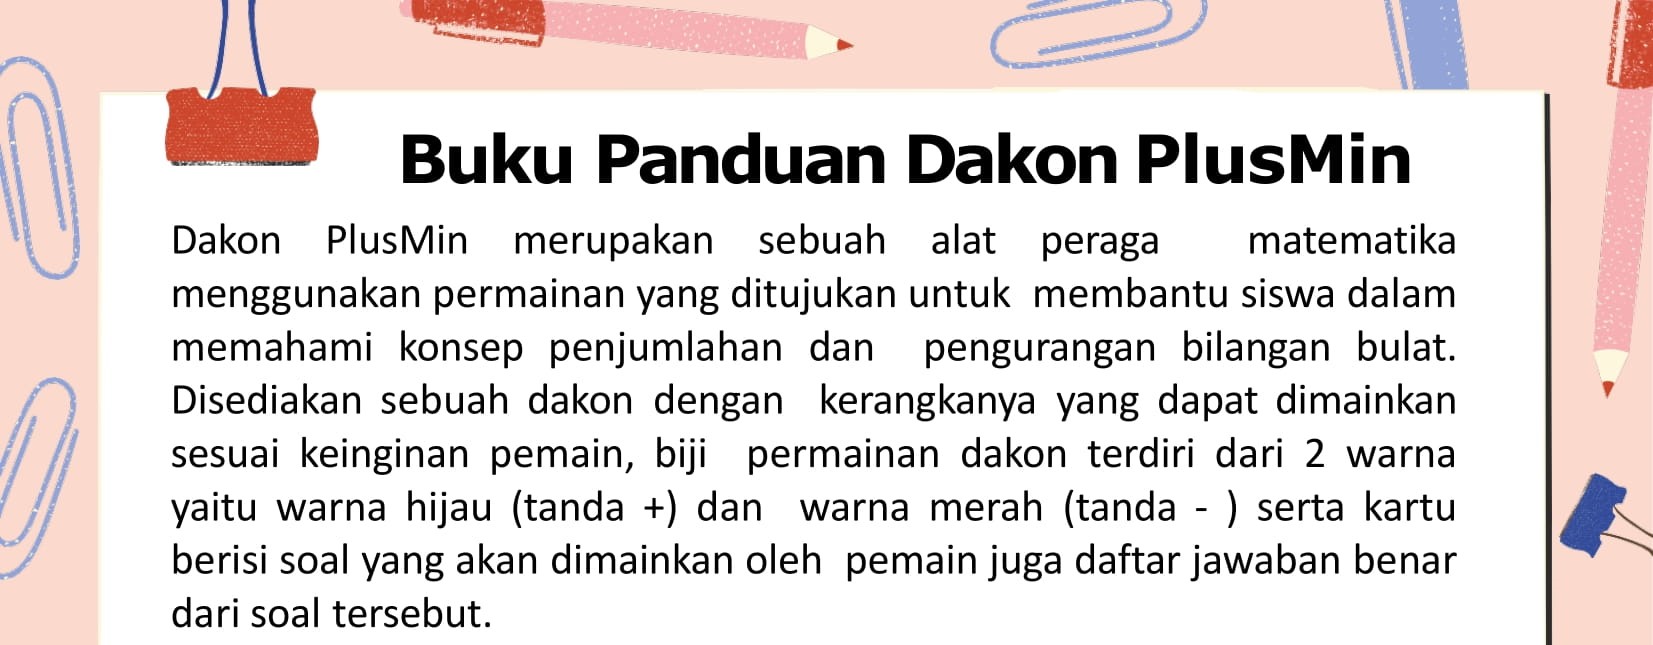 Buku Panduan Dakon PlusMin
Dakon PlusMin merupakan sebuah alat peraga matematika
menggunakan permainan yang ditujukan untuk membantu siswa dalam
memahami konsep penjumlahan dan pengurangan bilangan bulat.
Disediakan sebuah dakon dengan kerangkanya yang dapat dimainkan
sesuai keinginan pemain, biji permainan dakon terdiri dari 2 warna
yaitu warna hijau (tanda +) dan warna merah (tanda - ) serta kartu
berisi soal yang akan dimainkan oleh pemain juga daftar jawaban benar
dari soal tersebut.